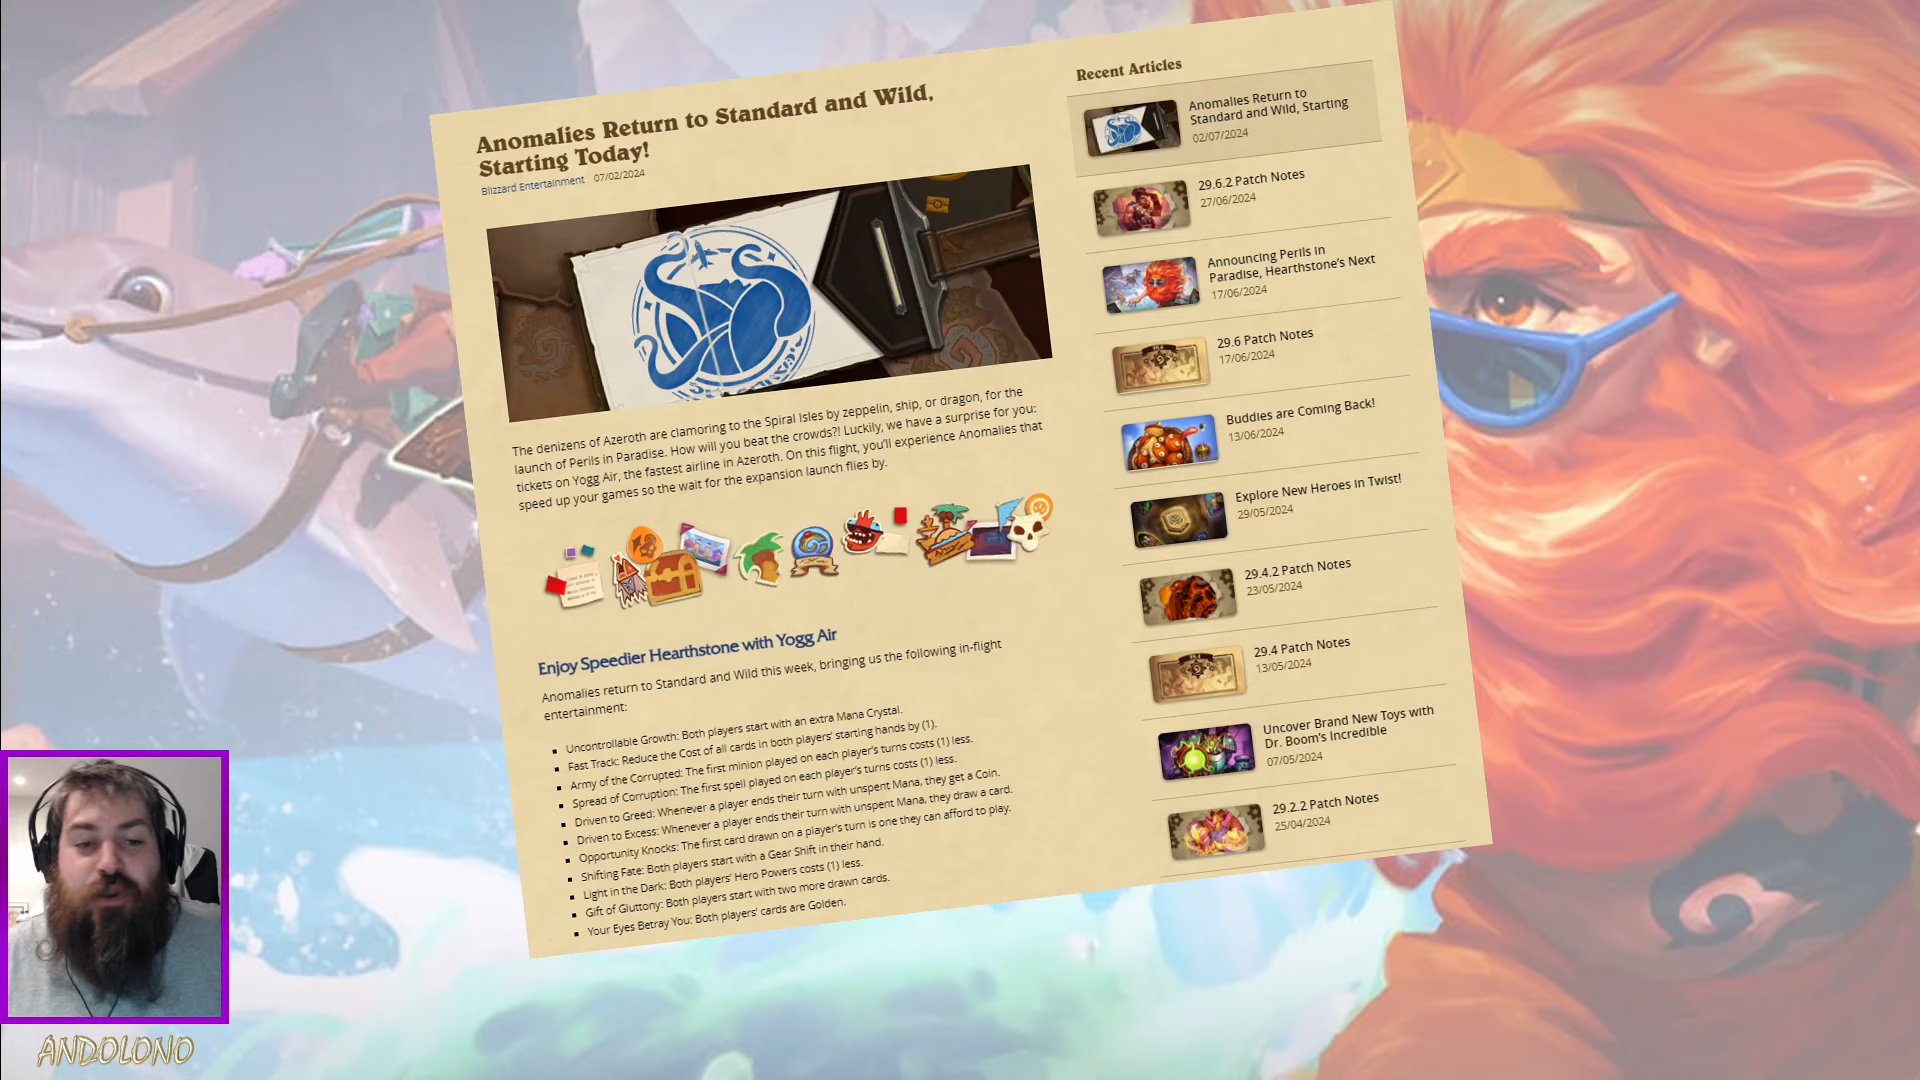 Anomalies Return to Standard and Wild,
Starting Today!
Blizzard Entertainment 07/02/2024
The denizens of Azeroth are clamoring to the Spiral Isles by zeppelin, ship, or dragon, for the
launch of Perils in Paradise. How will you beat the crowds?! Luckily, we have a surprise for you:
tickets on Yogg Air, the fastest airline in Azeroth. On this flight, you'll experience Anomalies that
speed up your games so the wait for the expansion launch flies by.
Enjoy Speedier Hearthstone with Yogg Air
Anomalies return to Standard and Wild this week, bringing us the following in-flight
entertainment:
Uncontrollable Growth: Both players start with an extra Mana Crystal.
Fast Track: Reduce the Cost of all cards in both players' starting hands by (1).
Army of the Corrupted: The first minion played on each player's turns costs (1) less.
Spread of Corruption: The first spell played on each player's turns costs (1) less.
Driven to Greed: Whenever a player ends their turn with unspent Mana, they get a Coin.
Driven to Excess: Whenever a player ends their turn with unspent Mana, they draw a card.
Opportunity Knocks: The first card drawn on a player's turn is one they can afford to play.
Shifting Fate: Both players start with a Gear Shift in their hand.
Light in the Dark: Both players' Hero Powers costs (1) less.
Gift of Gluttony: Both players start with two more drawn cards.
Your Eyes Betray You: Both players' cards are Golden.
Recent Articles
Anomalies Return to
Standard and Wild, Starting
02/07/2024
29.6.2 Patch Notes
27/06/2024
Announcing Perils in
Paradise, Hearthstone's Next
17/06/2024
29.6 Patch Notes
17/06/2024
Buddies are Coming Back!
13/06/2024
Explore New Heroes in Twist!
29/05/2024
29.4.2 Patch Notes
23/05/2024
29.4 Patch Notes
13/05/2024
Uncover Brand New Toys with
Dr. Boom's Incredible
07/05/2024
29.2.2 Patch Notes
25/04/2024
ANDOLONO